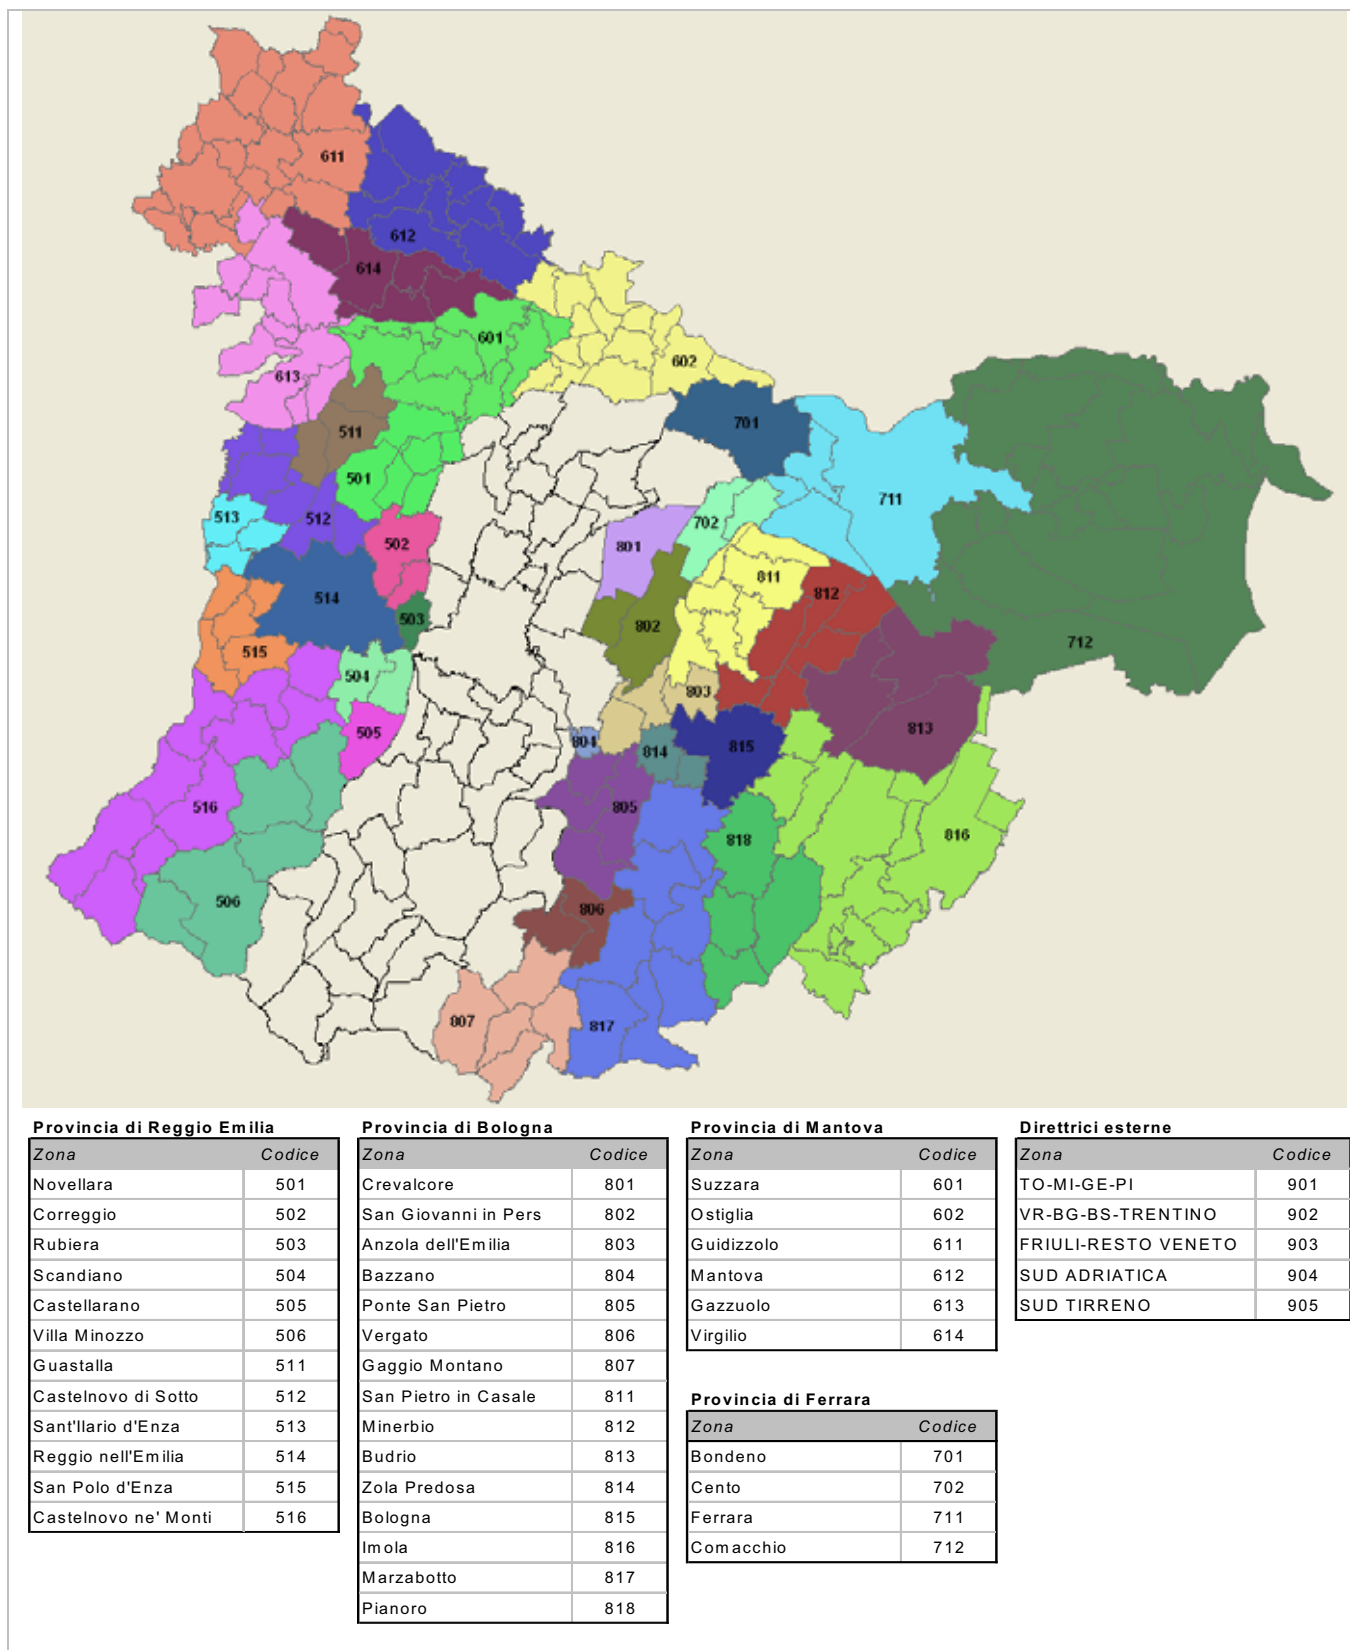 611
612
614
601
602
613
701
511
501
711
513
512
702
502
801
811
812
514
503
802
712
515
504
803
813
505
804
814
815
516
805
816
818
506
806
807
817
Provincia di Reggio Emilia
Zona Codice
Novellara 501
Correggio 502
Rubiera 503
Scandiano 504
Castellarano 505
Villa Minozzo 506
Guastalla 511
Castelnovo di Sotto 512
Sant'Ilario d'Enza 513
Reggio nell'Emilia 514
San Polo d'Enza 515
Castelnovo ne' Monti 516
Provincia di Bologna
Zona Codice
Crevalcore 801
San Giovanni in Pers 802
Anzola dell'Emilia 803
Bazzano 804
Ponte San Pietro 805
Vergato 806
Gaggio Montano 807
San Pietro in Casale 811
Minerbio 812
Budrio 813
Zola Predosa 814
Bologna 815
Imola 816
Marzabotto 817
Pianoro 818
Provincia di Mantova
Zona Codice
Suzzara 601
Ostiglia 602
Guidizzolo 611
Mantova 612
Gazzuolo 613
Virgilio 614
Provincia di Ferrara
Zona Codice
Bondeno 701
Cento 702
Ferrara 711
Comacchio 712
Direttrici esterne
Zona Codice
TO-MI-GE-PI 901
VR-BG-BS-TRENTINO 902
FRIULI-RESTO VENETO 903
SUD ADRIATICA 904
SUD TIRRENO 905